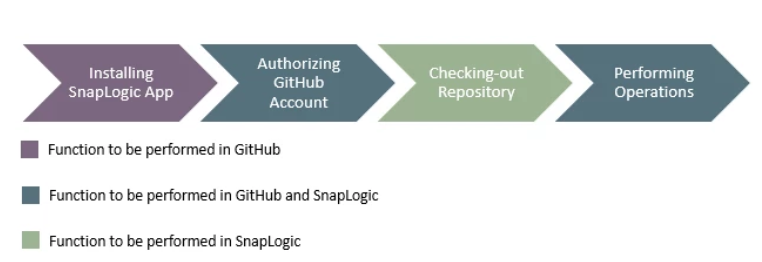 Installing
SnapLogic App
Authorizing
GitHub
Account
Checking-out
Repository
Performing
Operations
Function to be performed in GitHub
Function to be performed in GitHub and SnapLogic
Function to be performed in SnapLogic